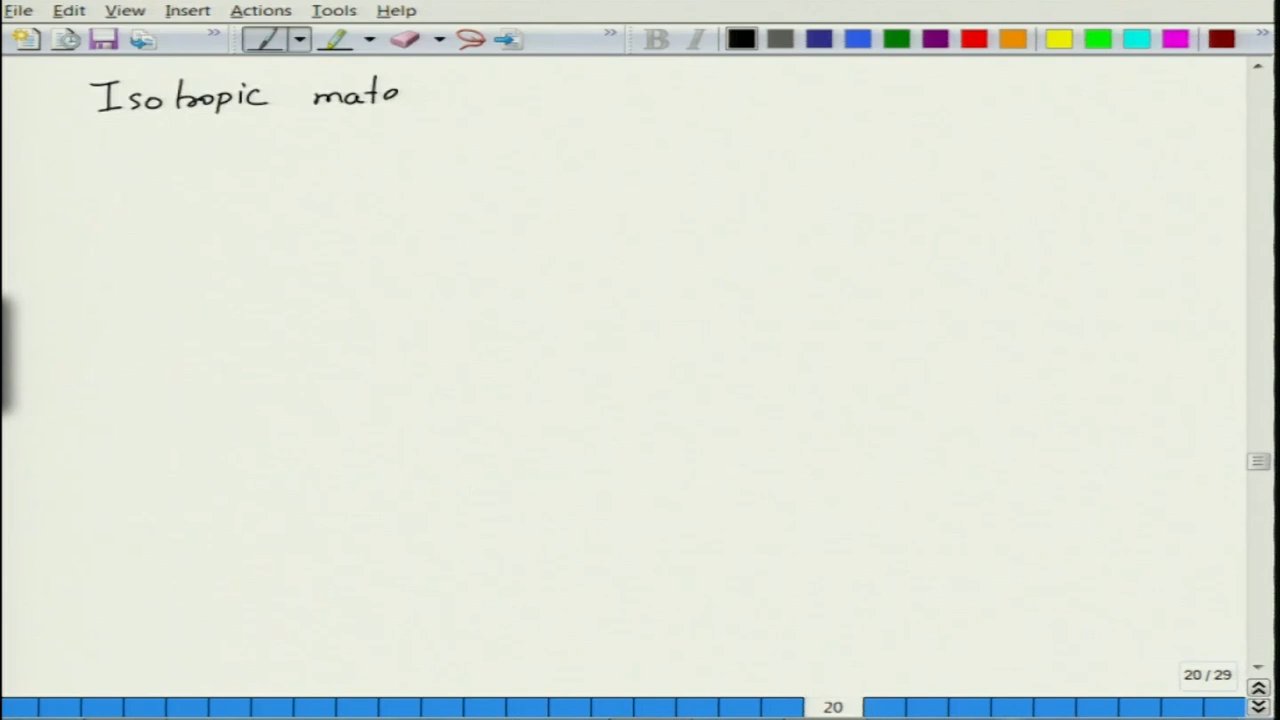 File Edit View Insert Actions Tools Help
B I
Isotropic mate
20 / 29
20